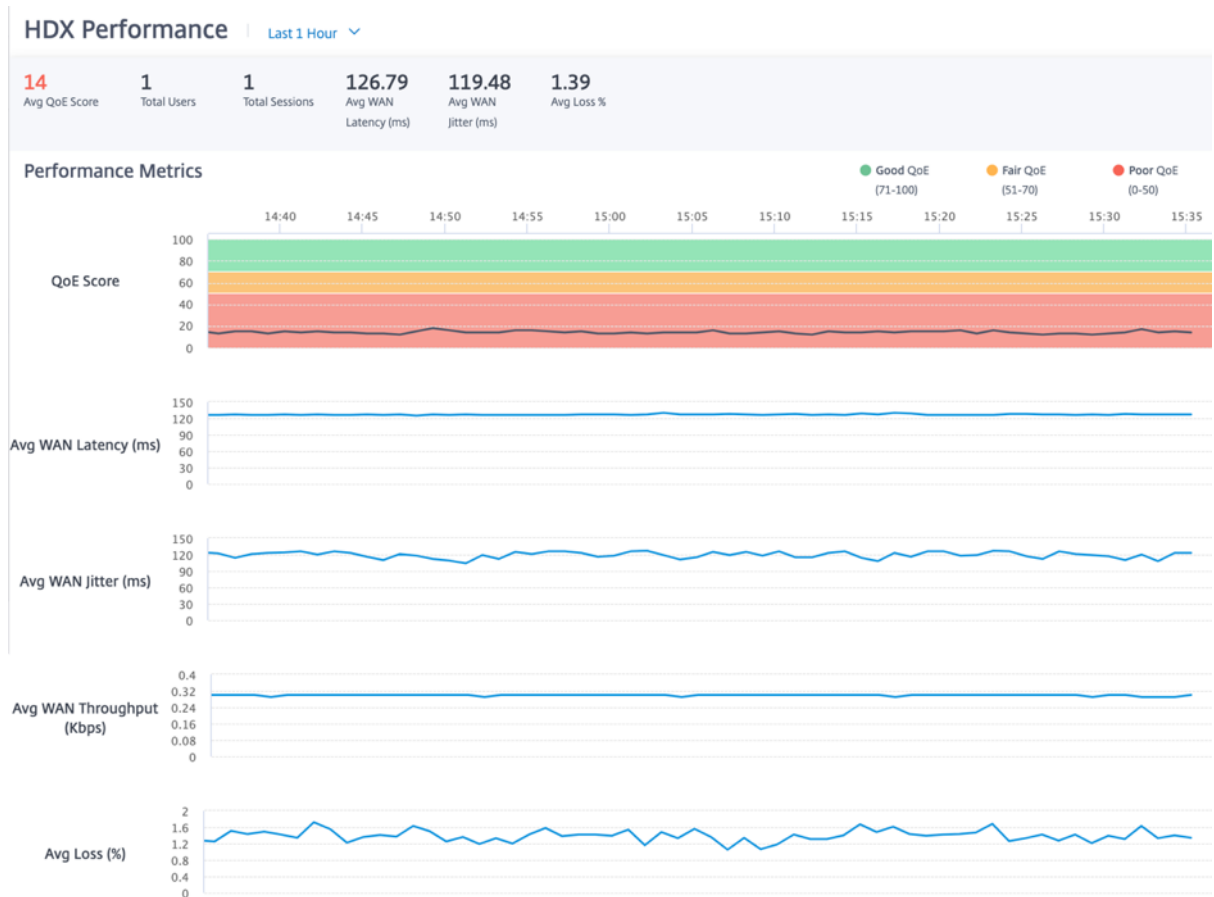 HDX Performance Last 1 Hour
14 1 1 126.79 119.48 1.39
Avg QoE Score Total Users Total Sessions Avg WAN Avg WAN Avg Loss %
Latency (ms) Jitter (ms)
Performance Metrics
Good QoE Fair QoE Poor QoE
(71-100) (51-70) (0-50)
14:40 14:45 14:50 14:55 15:00 15:05 15:10 15:15 15:20 15:25 15:30 15:35
100
80
QoE Score 60
40
20
0
150
120
90
Avg WAN Latency (ms)
60
30
0
150
120
90
Avg WAN Jitter (ms)
60
30
0
0.4
0.32
Avg WAN Throughput 0.24
(Kbps) 0.16
0.08
0
2
1.6
1.2
Avg Loss (%)
0.8
0.4
0